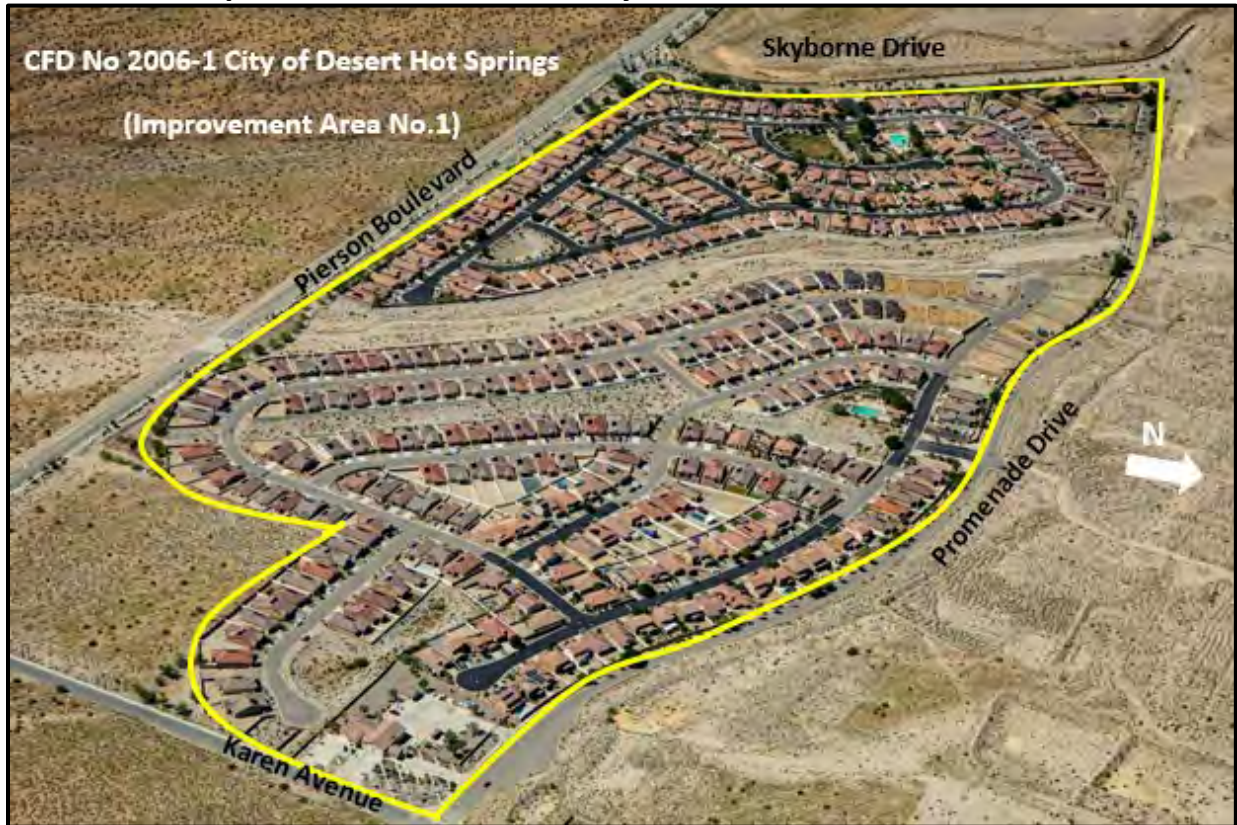 CFD No 2006-1 City of Desert Hot Springs
(Improvement Area No.1)
Skyborne Drive
Pierson Boulevard
N
Promenade Drive
Karen Avenue